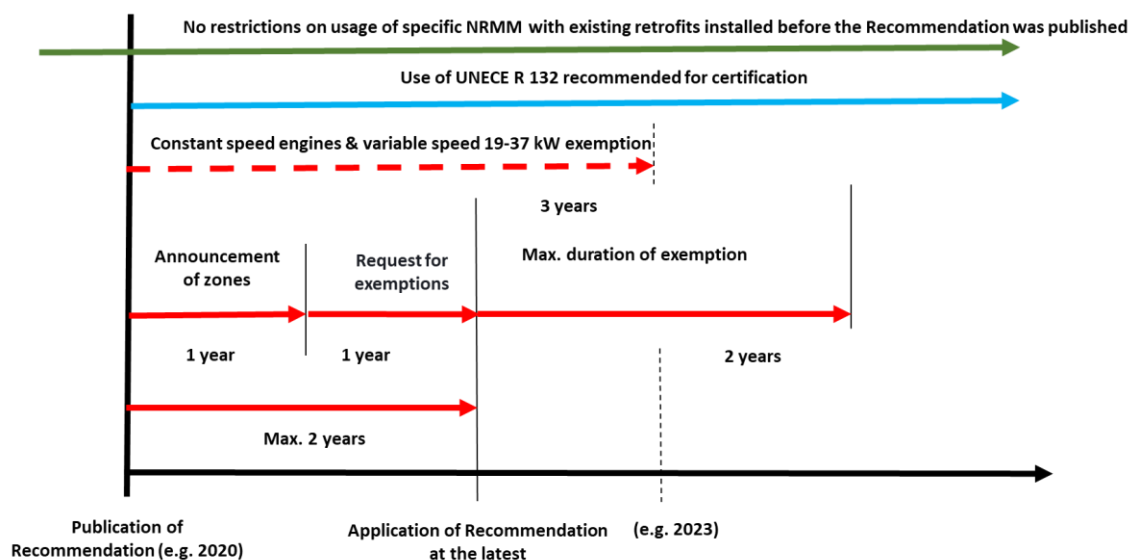 No restrictions on usage of specific NRMM with existing retrofits installed before the Recommendation was published
Use of UNECE R 132 recommended for certification
Constant speed engines & variable speed 19-37 kW exemption
3 years
Announcement
of zones
Request for
exemptions
Max. duration of exemption
1 year
1 year
2 years
Max. 2 years
Publication of
Recommendation (e.g. 2020)
Application of Recommendation
at the latest
(e.g. 2023)